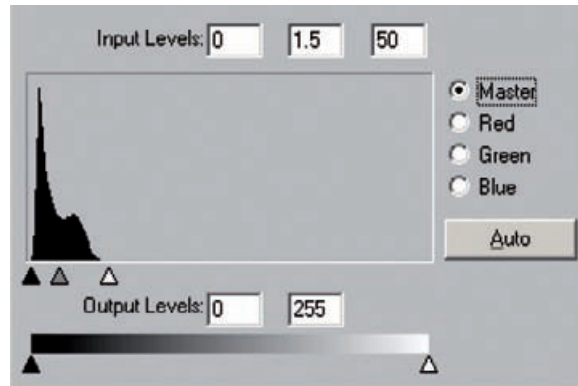 Input Levels: 0 1.5 50
Master
Red
Green
Blue
Auto
Output Levels: 0 255